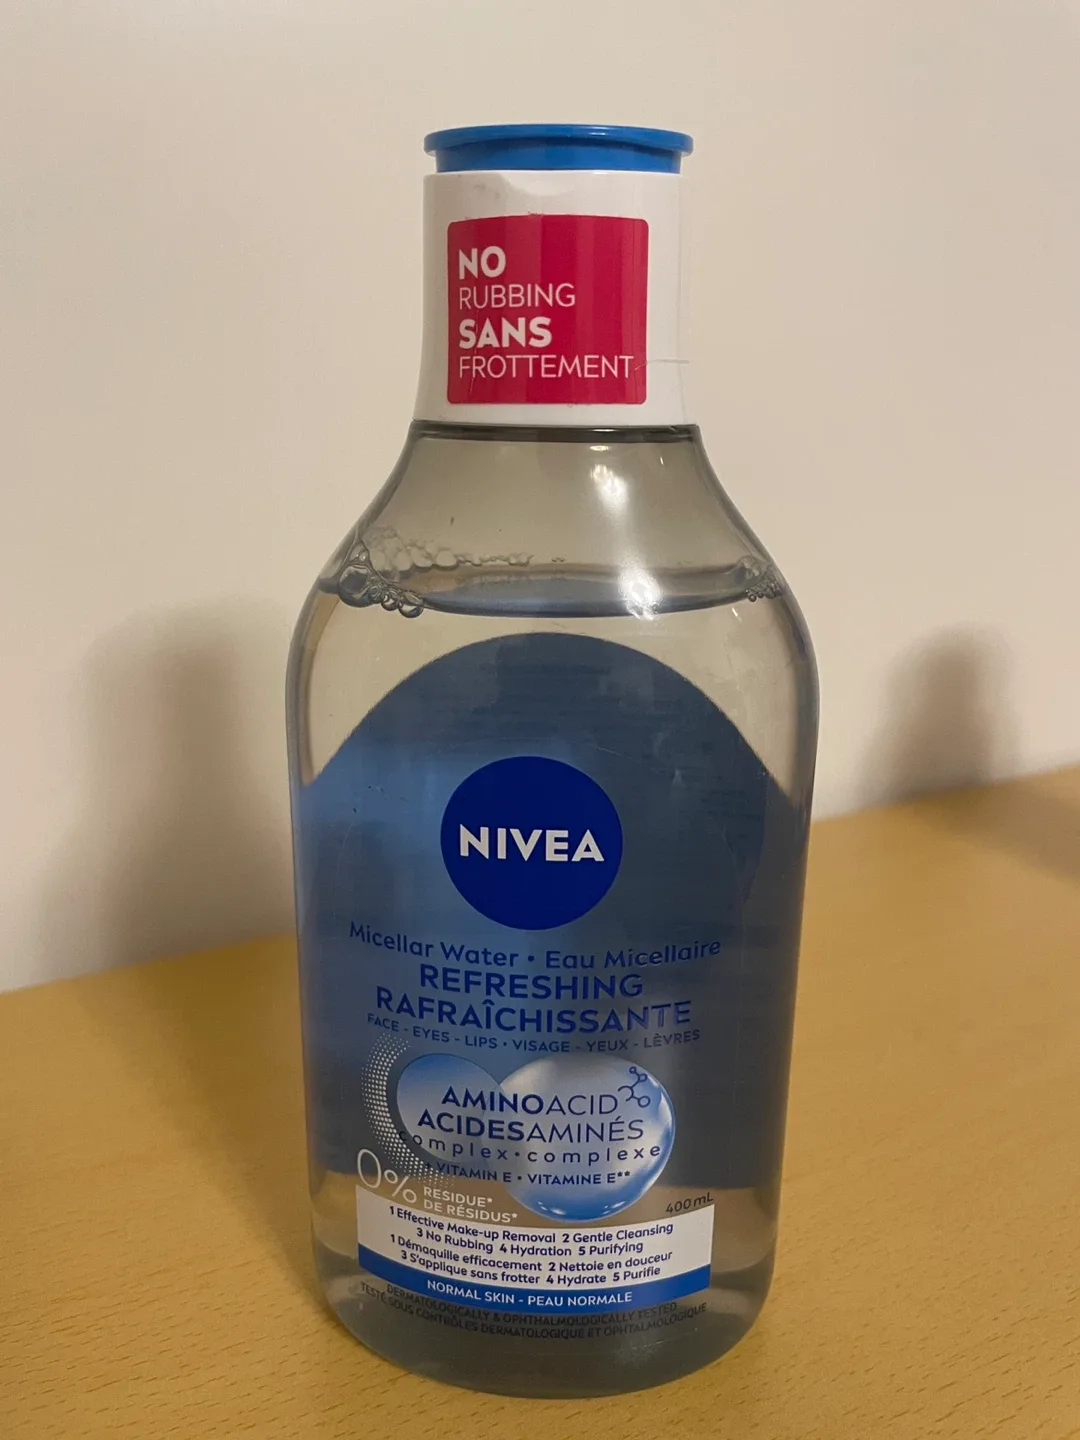 NO
RUBBING
SANS
FROTTEMENT
NIVEA
Micellar Water • Eau Micellaire
REFRESHING
RAFRAÎCHISSANTE
FACE - EYES - LIPS • VISAGE - YEUX - LÈVRES
AMINOACID
ACIDESAMINÉS
complex • complexe
+ VITAMIN E • VITAMINE E**
0% RESIDUE*
DE RÉSIDUS*
400 mL
1 Effective Make-up Removal 2 Gentle Cleansing
3 No Rubbing 4 Hydration 5 Purifying
1 Démaquille efficacement 2 Nettoie en douceur
3 S'applique sans frotter 4 Hydrate 5 Purifie
NORMAL SKIN - PEAU NORMALE
DERMATOLOGICALLY & OPHTHALMOLOGICALLY TESTED
TESTÉ SOUS CONTRÔLES DERMATOLOGIQUE ET OPHTALMOLOGIQUE